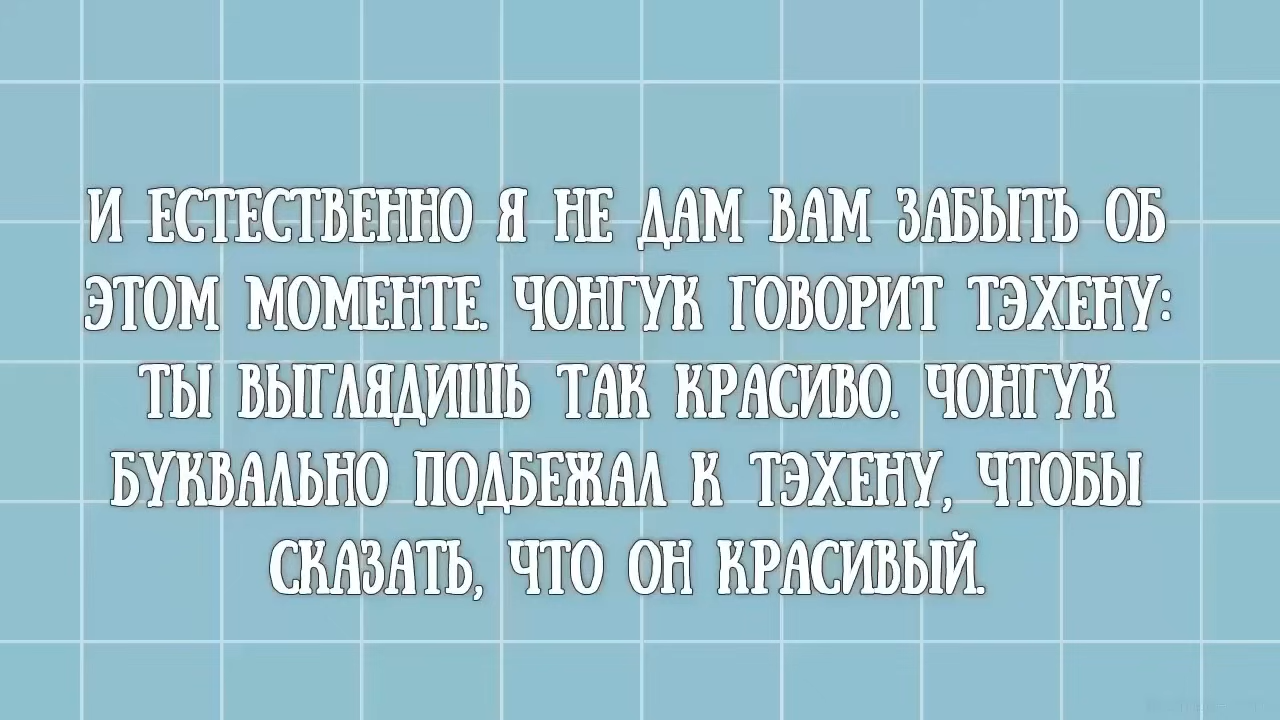 И ЕСТЕСТВЕННО Я НЕ ДАМ ВАМ ЗАБЫТЬ ОБ
ЭТОМ МОМЕНТЕ. ЧОНГУК ГОВОРИТ ТЭХЕНУ:
ТЫ ВЫГЛЯДИШЬ ТАК КРАСИВО. ЧОНГУК
БУКВАЛЬНО ПОДБЕЖАЛ К ТЭХЕНУ, ЧТОБЫ
СКАЗАТЬ, ЧТО ОН КРАСИВЫЙ.